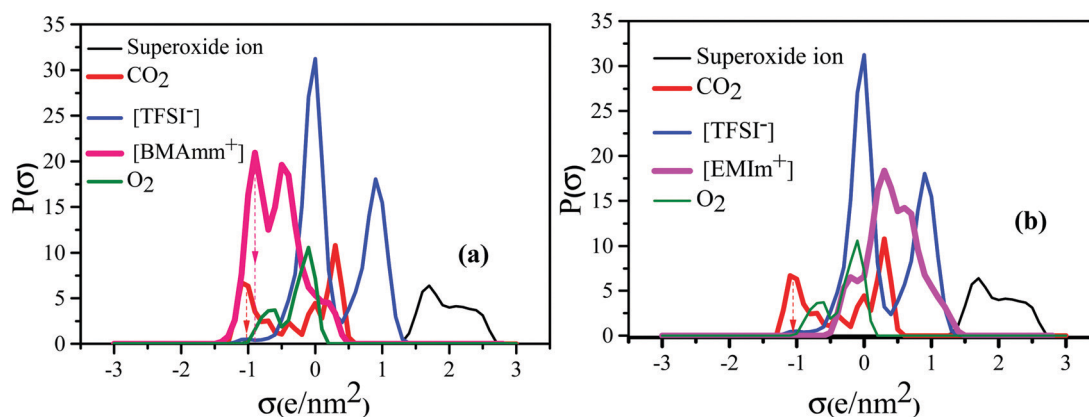 35
30
25
20
15
10
5
0
P(σ)
Superoxide ion
CO2
[TFSI-]
[BMAmm+]
O2
(a)
-3 -2 -1 0 1 2 3
σ(e/nm2)
35
30
25
20
15
10
5
0
P(σ)
Superoxide ion
CO2
[TFSI-]
[EMIm+]
O2
(b)
-3 -2 -1 0 1 2 3
σ(e/nm2)